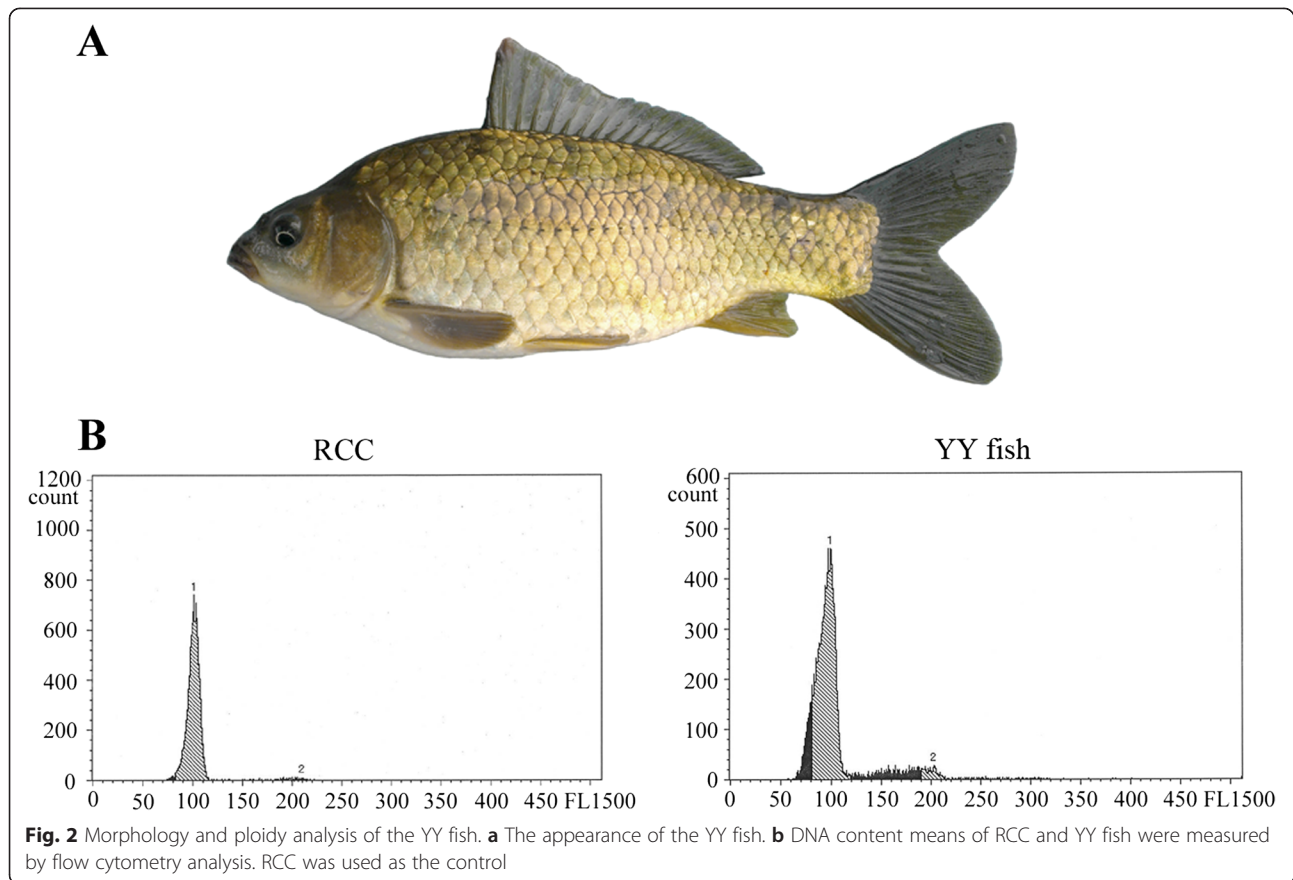 A
B
RCC
YY fish
1200
count
1000
800
600
400
200
0
1
2
0 50 100 150 200 250 300 350 400 450 FL1500
600
count
500
400
300
200
100
0
1
2
0 50 100 150 200 250 300 350 400 450 FL1500
Fig. 2 Morphology and ploidy analysis of the YY fish. a The appearance of the YY fish. b DNA content means of RCC and YY fish were measured
by flow cytometry analysis. RCC was used as the control